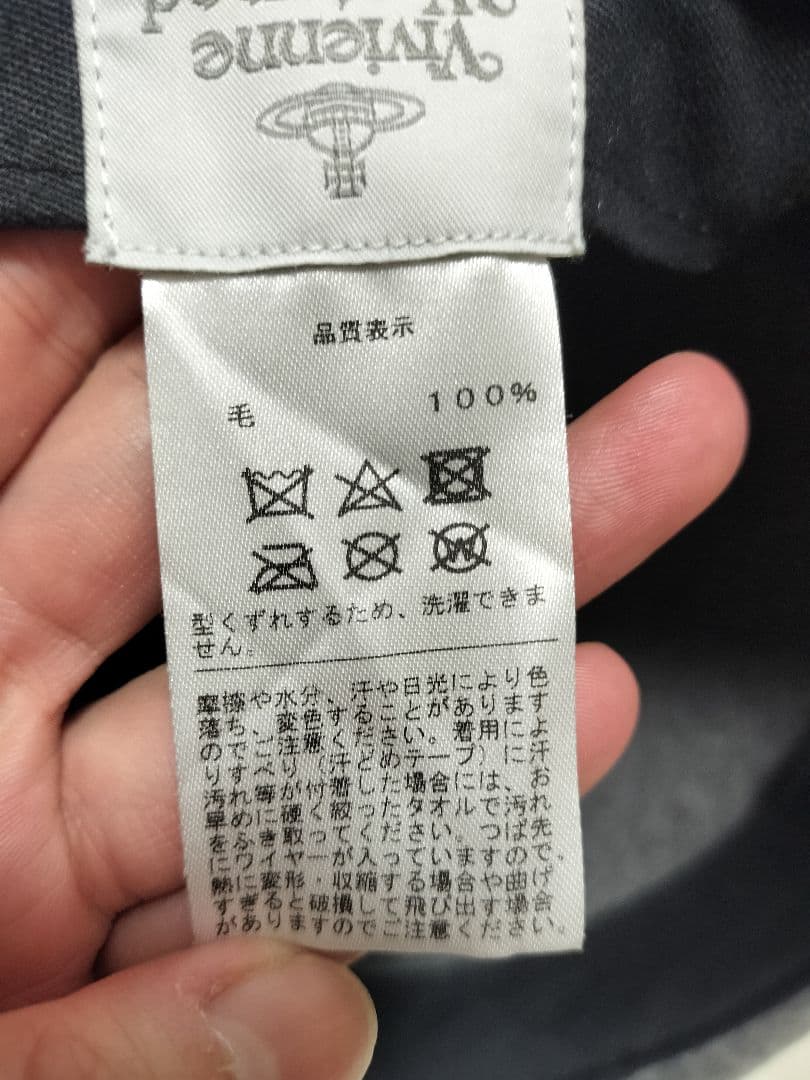 Vivienne
品質表示
毛 100%
W
型くずれするため、洗濯できま
せん。
摩擦や水分、汗や日光により色
落ち、変色することがあります
のでご注意ください。着用によ
りすべり(汗どめテープ)に汗、
汚れ等が付着した場合には、お
早めに硬く絞ったタオルで汚れ
をふき取ってください。つば先
にワイヤーが入っていますので、
熱に変形・収縮する場合や曲げ
すぎると破損して飛び出す場合
がありますのでご注意ください。